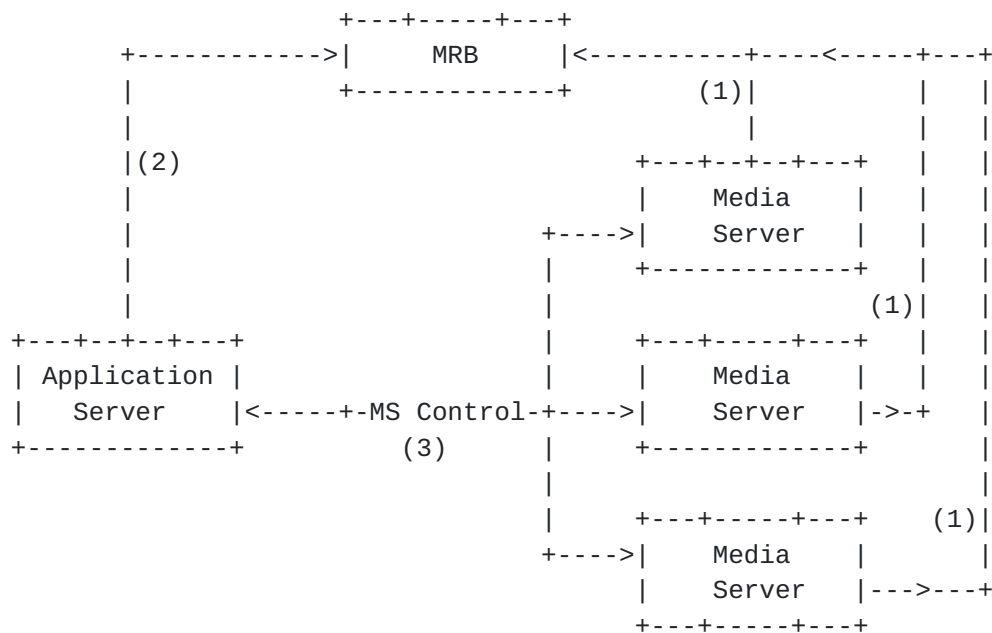 MRB
(1)
(2)
Media
Server
(1)
Application
Server
MS Control
(3)
Media
Server
(1)
Media
Server